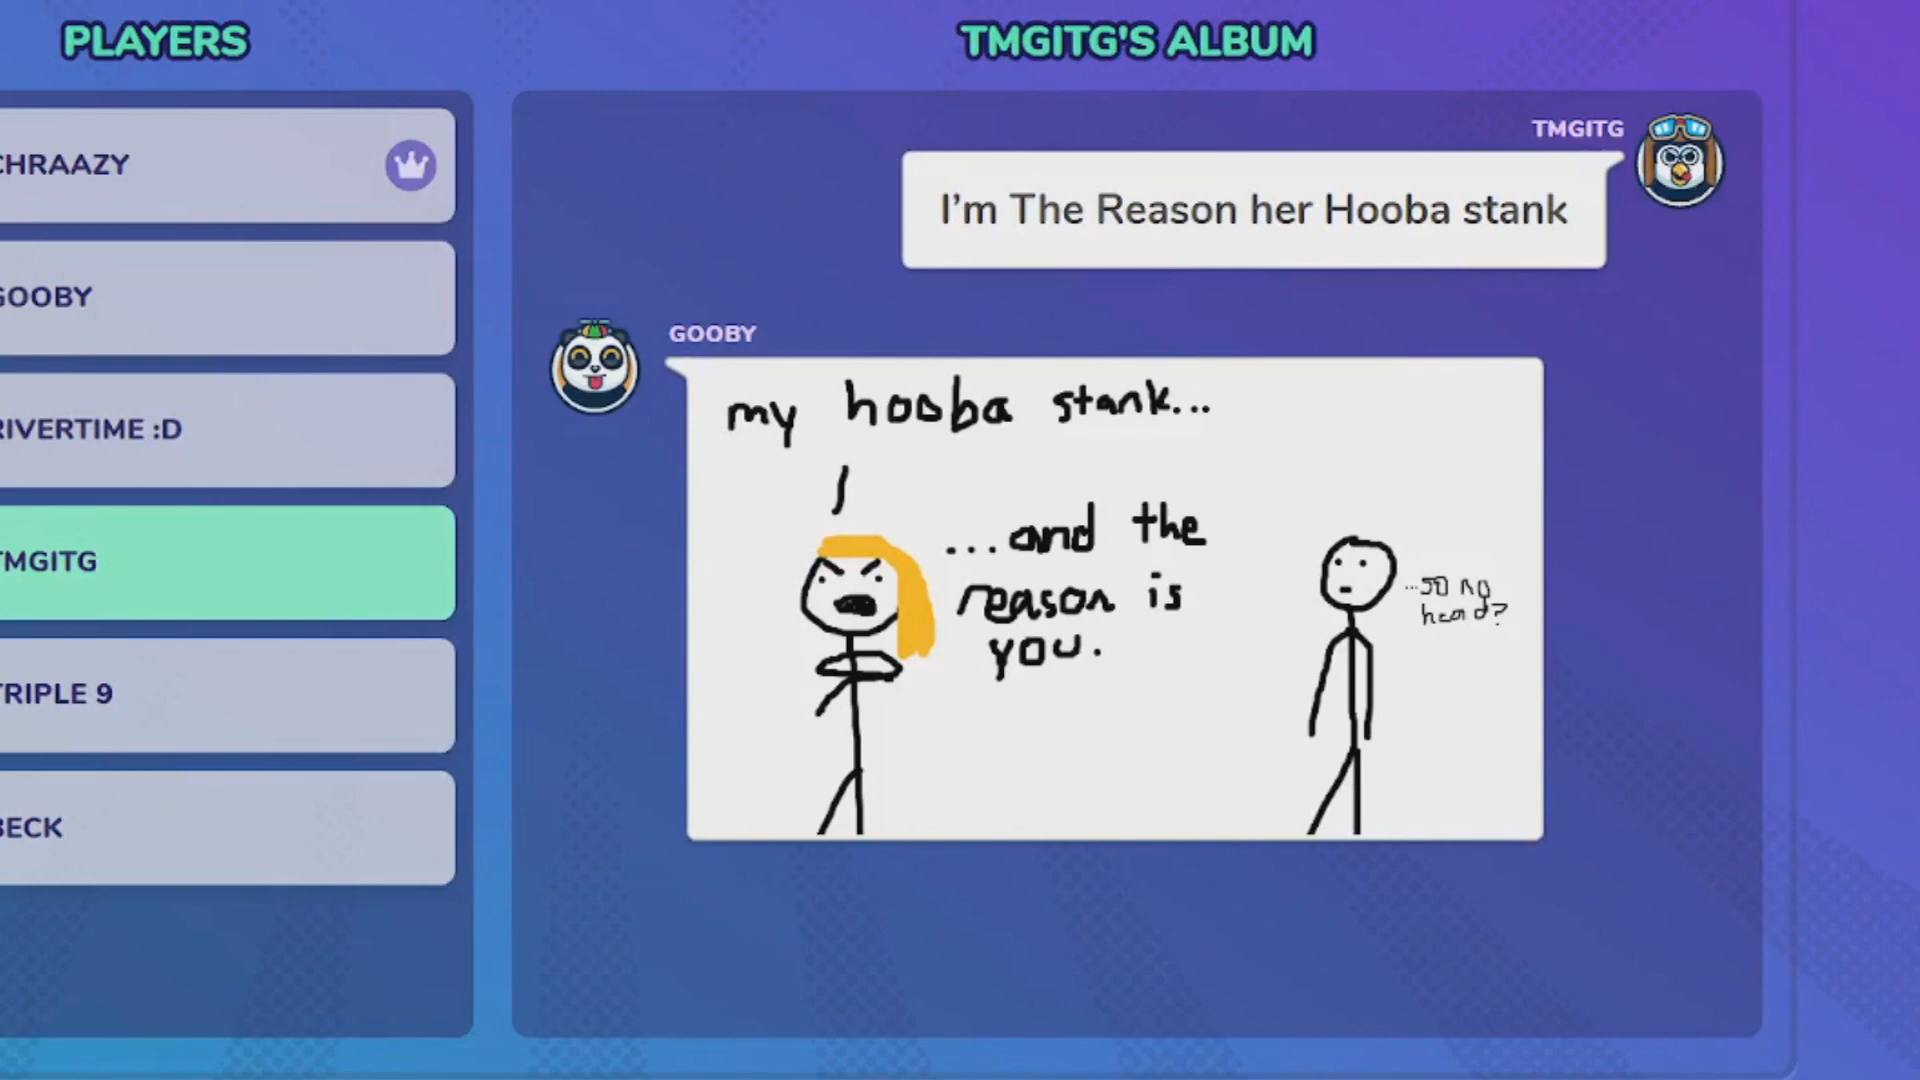 PLAYERS
TMGITG'S ALBUM
CHRAAZY
GOOBY
RIVERTIME :D
TMGITG
TRIPLE 9
BECK
TMGITG
I'm The Reason her Hooba stank
GOOBY
my hooba stank...
...and the
reason is
you.
...so no
head?